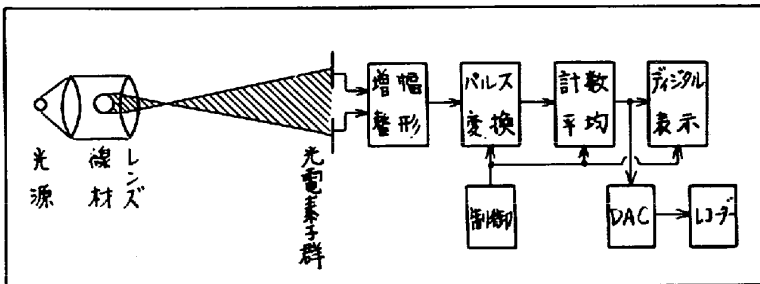 光源
線材
レンズ
光電素子群
増幅
整形
パルス
変換
計数
平均
ディジタル
表示
制御
DAC
レコーダー